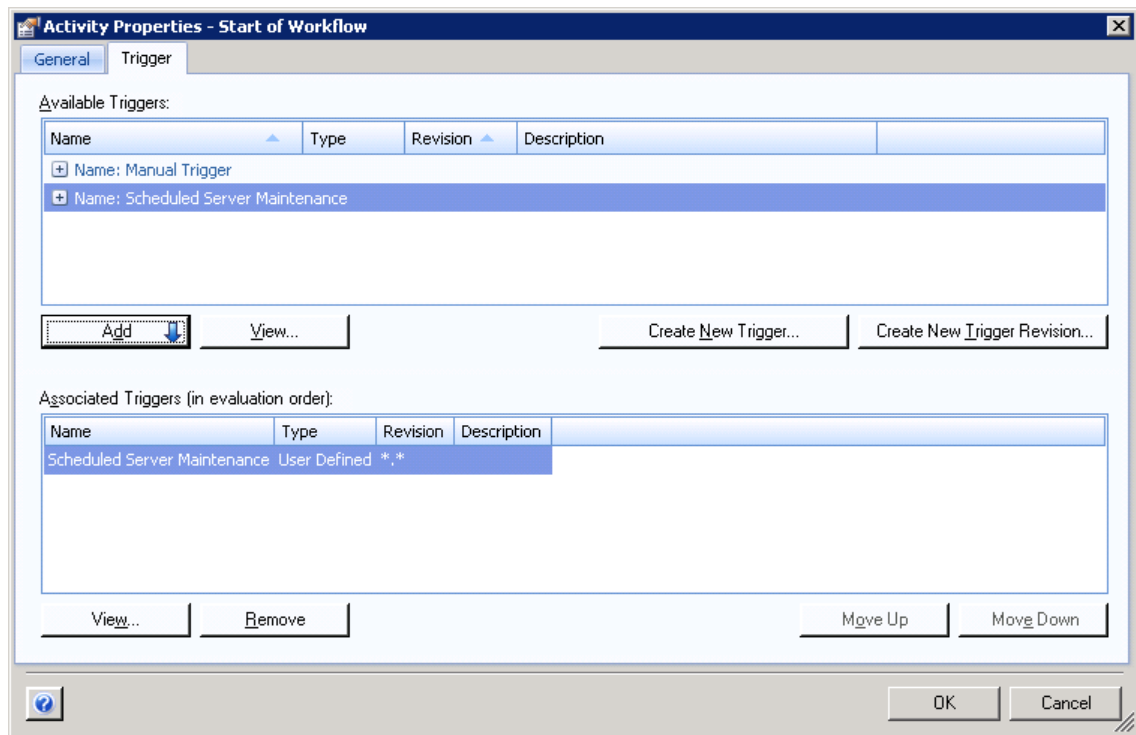 Activity Properties - Start of Workflow
General Trigger
Available Triggers:
Name Type Revision Description
Name: Manual Trigger
Name: Scheduled Server Maintenance
Add View... Create New Trigger... Create New Trigger Revision...
Associated Triggers (in evaluation order):
Name Type Revision Description
Scheduled Server Maintenance User Defined *.*
View... Remove Move Up Move Down
OK Cancel